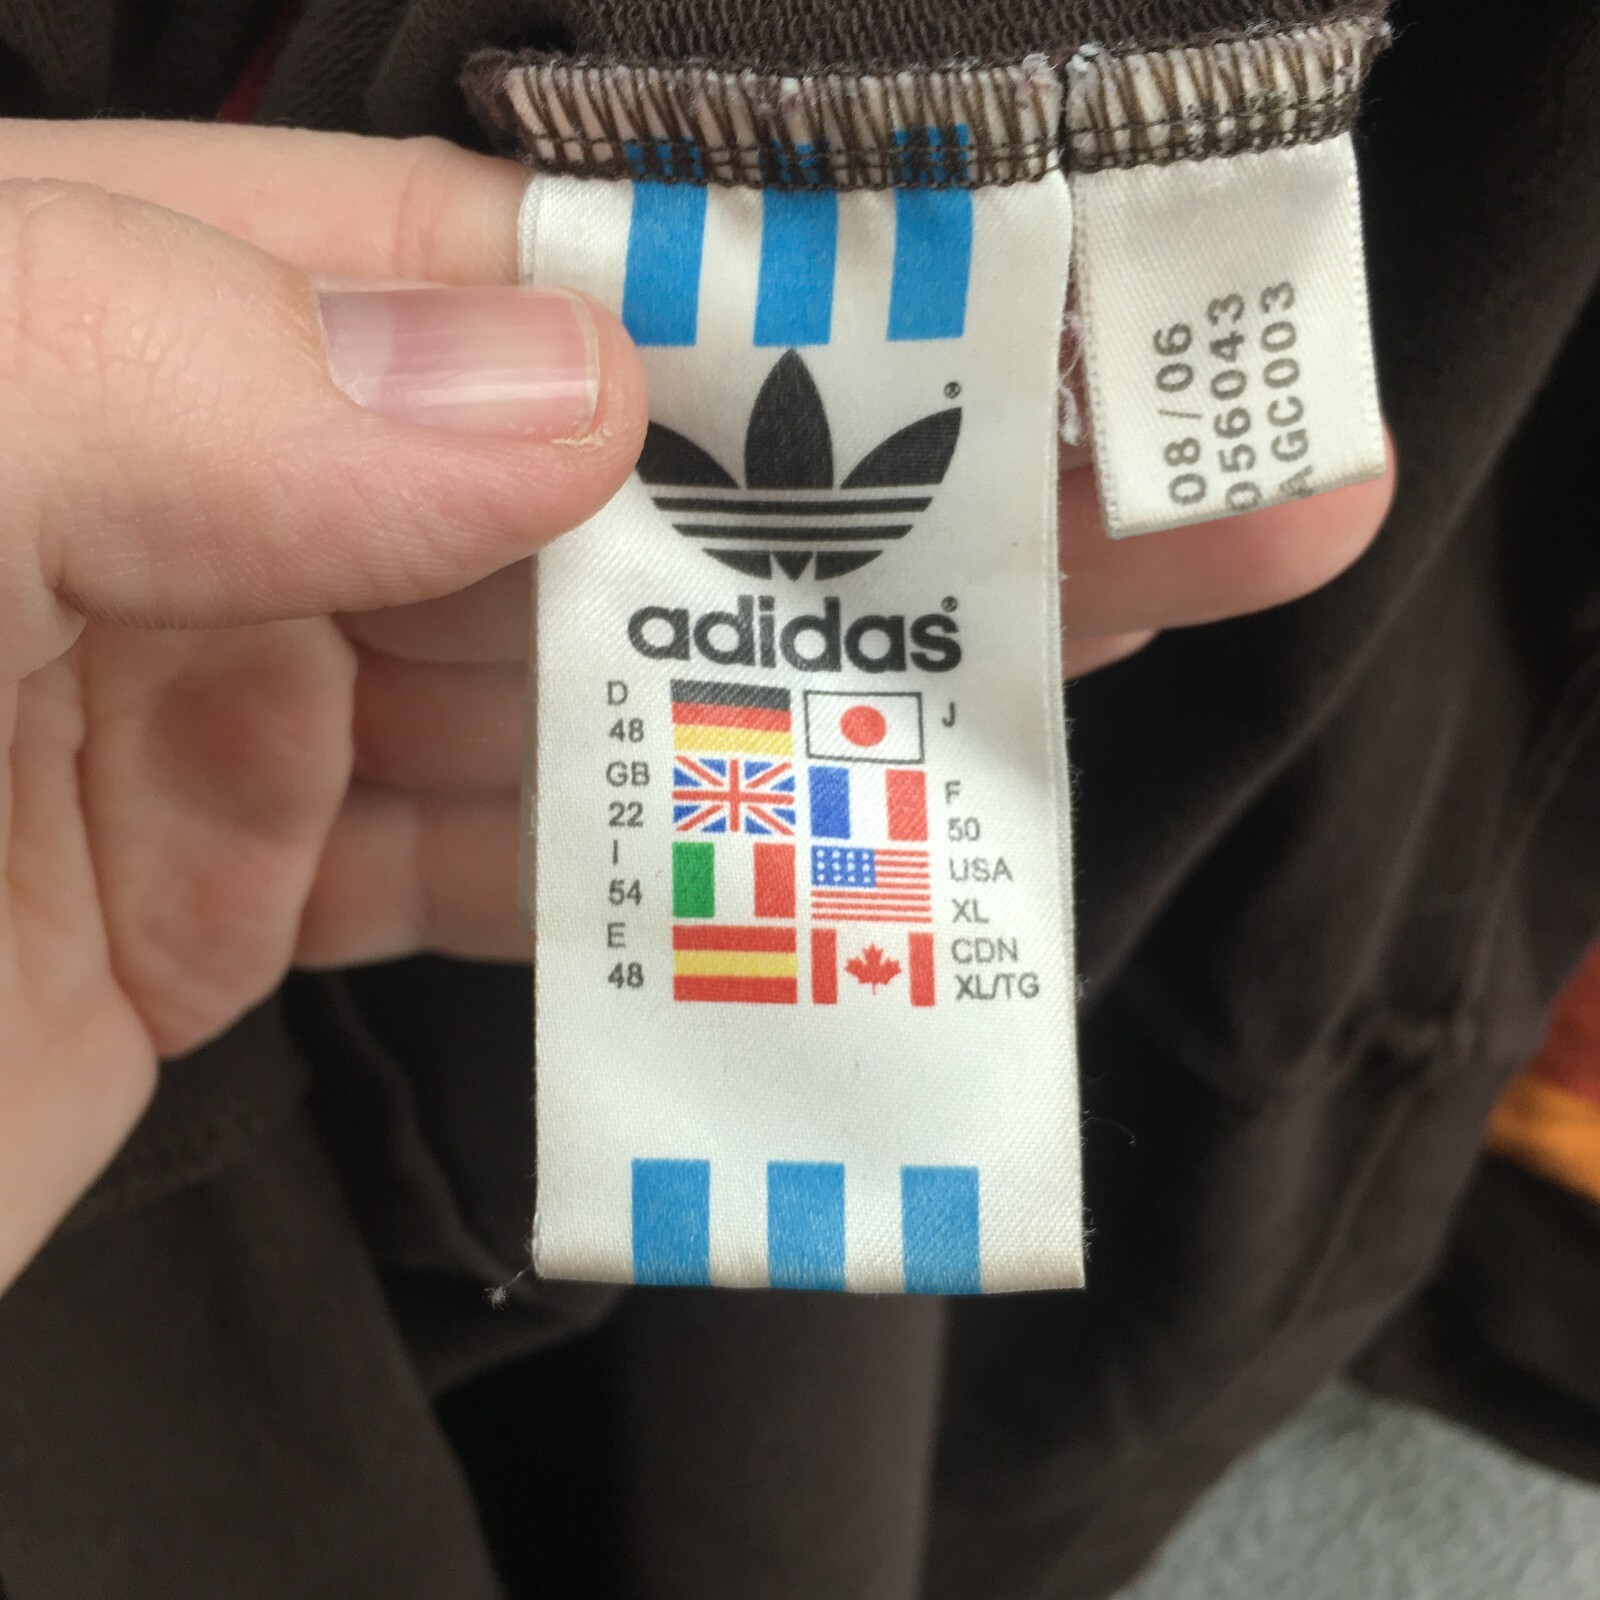 adidas
D
48
J
GB
22
F
50
I
54
USA
XL
E
48
CDN
XL/TG
08/06
056043
AGC003